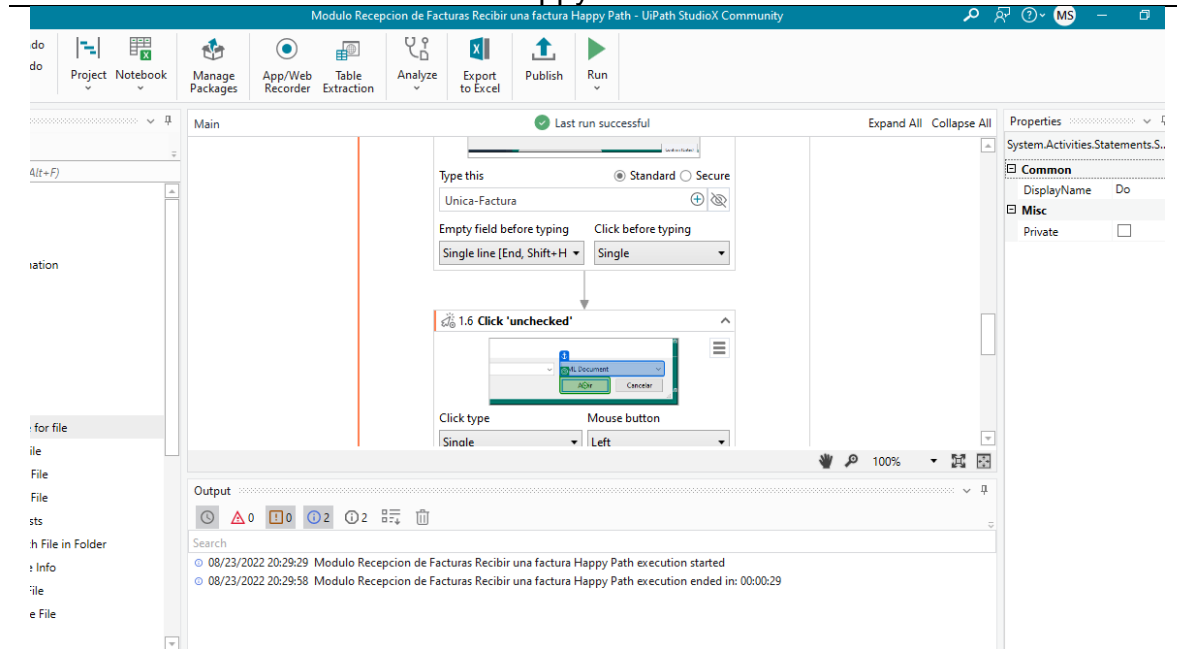 Modulo Recepcion de Facturas Recibir una factura Happy Path - UiPath StudioX Community
MS
do
do
Project Notebook
Manage Packages
App/Web Recorder
Table Extraction
Analyze
Export to Excel
Publish
Run
Main
Last run successful
Expand All Collapse All
Properties
System.Activities.Statements.S...
Alt+F)
Common
DisplayName Do
Misc
Private
Type this
Standard Secure
Unica-Factura
Empty field before typing Click before typing
Single line [End, Shift+H Single
ation
1.6 Click 'unchecked'
ML Document
Cancelar
Click type Mouse button
Single Left
for file
ile
File
File
sts
h File in Folder
Info
File
e File
100%
Output
0 0 2 2
Search
08/23/2022 20:29:29 Modulo Recepcion de Facturas Recibir una factura Happy Path execution started
08/23/2022 20:29:58 Modulo Recepcion de Facturas Recibir una factura Happy Path execution ended in: 00:00:29